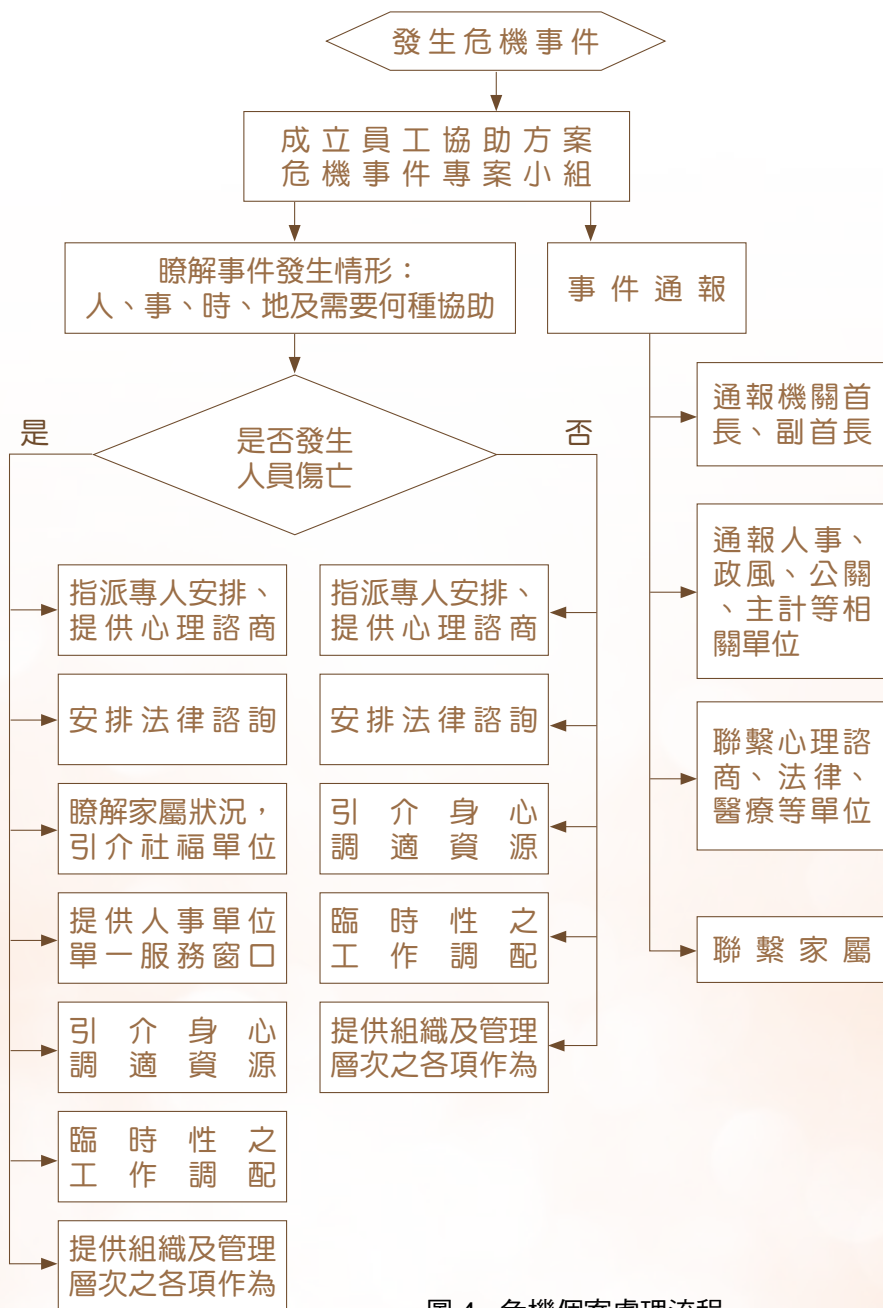 發生危機事件
成立員工協助方案
危機事件專案小組
瞭解事件發生情形：
人、事、時、地及需要何種協助
事件通報
通報機關首
長、副首長
通報人事、
政風、公關
、主計等相
關單位
聯繫心理諮
商、法律、
醫療等單位
聯繫家屬
是否發生
人員傷亡
是
否
指派專人安排、
提供心理諮商
安排法律諮詢
瞭解家屬狀況，
引介社福單位
提供人事單位
單一服務窗口
引介身心
調適資源
臨時性之
工作調配
提供組織及管理
層次之各項作為
指派專人安排、
提供心理諮商
安排法律諮詢
引介身心
調適資源
臨時性之
工作調配
提供組織及管理
層次之各項作為
圖 4 危機個案處理流程